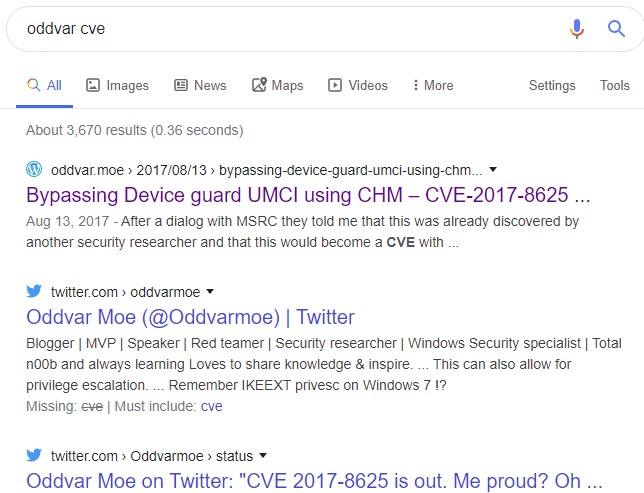 oddvar cve
All Images News Maps Videos More Settings Tools
About 3,670 results (0.36 seconds)
oddvar.moe › 2017/08/13 › bypassing-device-guard-umci-using-chm...
Bypassing Device guard UMCI using CHM – CVE-2017-8625 ...
Aug 13, 2017 - After a dialog with MSRC they told me that this was already discovered by
another security researcher and that this would become a CVE with ...
twitter.com › oddvarmoe
Oddvar Moe (@Oddvarmoe) | Twitter
Blogger | MVP | Speaker | Red teamer | Security researcher | Windows Security specialist | Total
n00b and always learning Loves to share knowledge & inspire. ... This can also allow for
privilege escalation. ... Remember IKEEXT privesc on Windows 7 !?
Missing: cve | Must include: cve
twitter.com › Oddvarmoe › status
Oddvar Moe on Twitter: "CVE 2017-8625 is out. Me proud? Oh ...